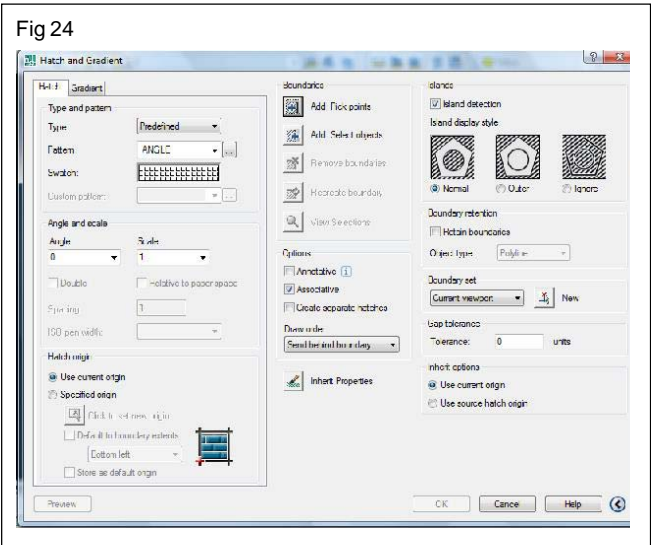 Fig 24
Hatch and Gradient
Hatch
Gradient
Type and pattern
Type
Predefined
Pattern
ANGLE
...
Swatch:
Custom pattern:
...
Angle and scale
Angle
Scale
0
1
Double
Relative to paper space
Spacing
1
ISO pen width:
Hatch origin
Use current origin
Specified origin
Click to set new origin
Default to boundary extents
Bottom left
Store as default origin
Preview
Boundaries
Add Pick points
Add Select objects
Remove boundaries
Recreate boundary
View Selections
Options
Annotative
Associative
Create separate hatches
Draw order
Send behind boundary
Inherit Properties
Islands
Island detection
Island display style
Normal
Outer
Ignore
Boundary retention
Retain boundaries
Object type:
Polyline
Boundary set
Current viewport
New
Gap tolerance
Tolerance:
0
units
Inherit options
Use current origin
Use source hatch origin
OK
Cancel
Help